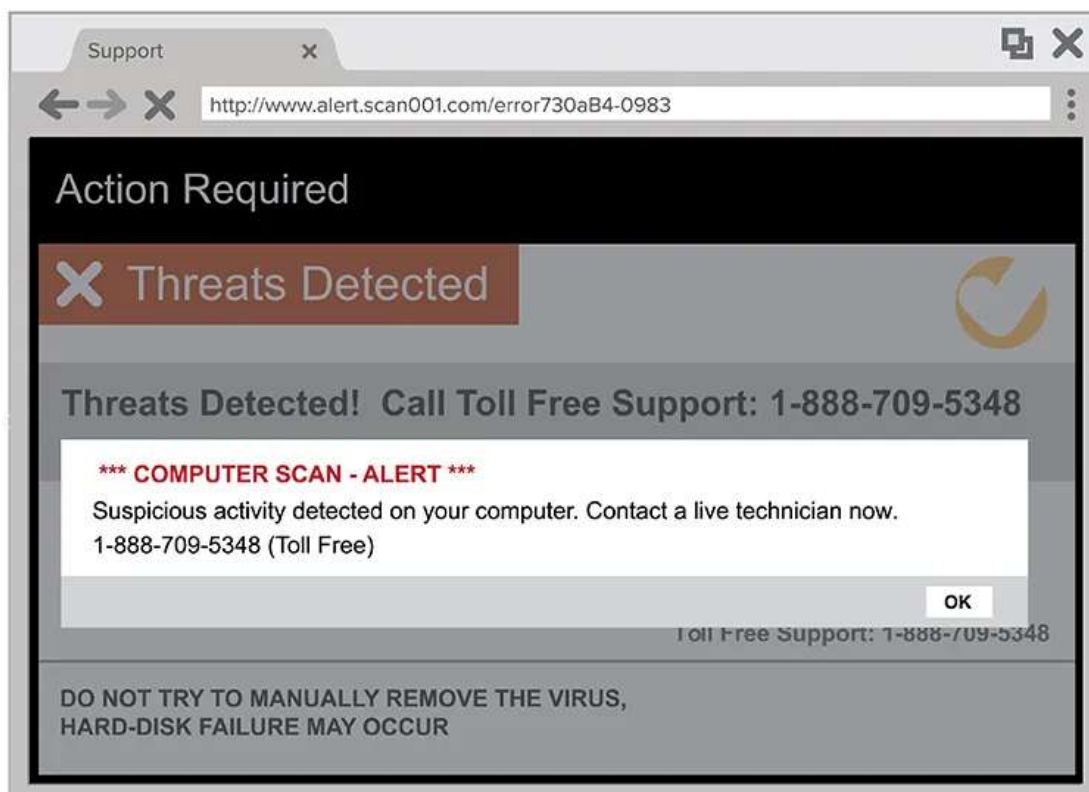 Support
http://www.alert.scan001.com/error730aB4-0983
Action Required
Threats Detected
Threats Detected! Call Toll Free Support: 1-888-709-5348
*** COMPUTER SCAN - ALERT ***
Suspicious activity detected on your computer. Contact a live technician now.
1-888-709-5348 (Toll Free)
OK
Toll Free Support: 1-888-709-5348
DO NOT TRY TO MANUALLY REMOVE THE VIRUS,
HARD-DISK FAILURE MAY OCCUR